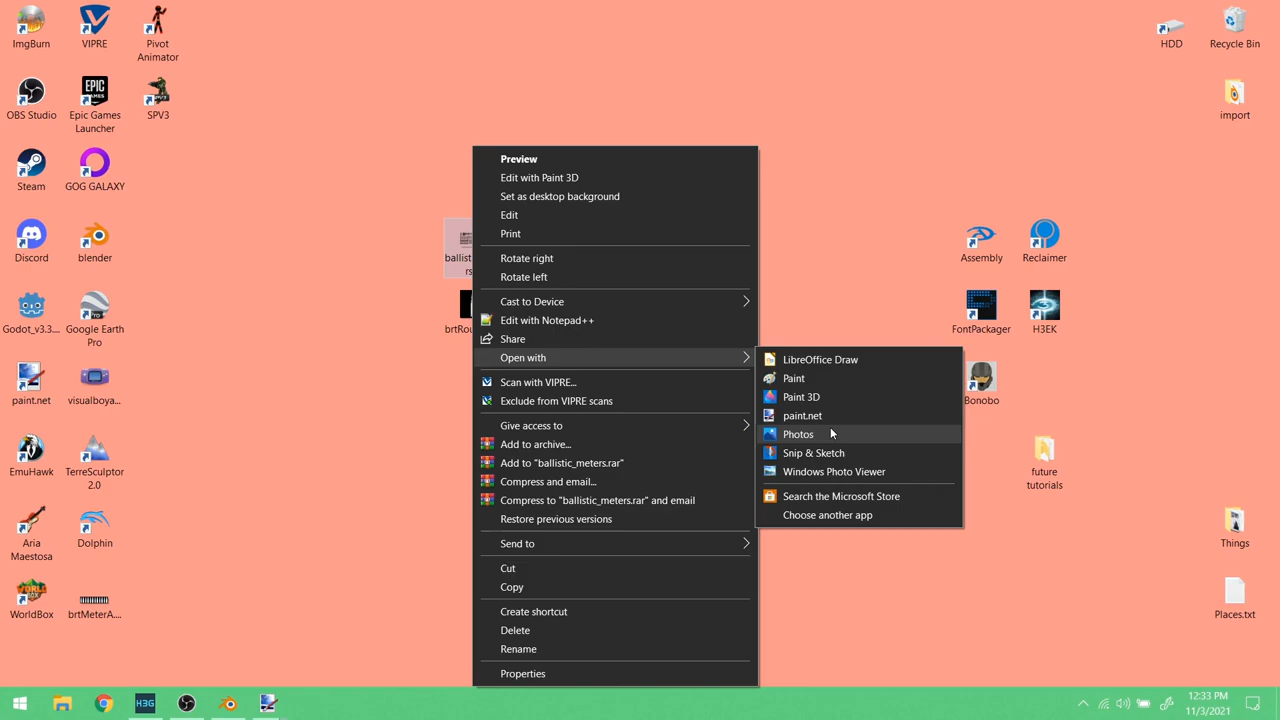 ImgBurn
VIPRE
Pivot
Animator
HDD
Recycle Bin
OBS Studio
EPIC
GAMES
Epic Games
Launcher
SPV3
import
Steam
GOG GALAXY
Discord
blender
Godot_v3.3....
Google Earth
Pro
paint.net
visualboya...
EmuHawk
TerreSculptor
2.0
Aria
Maestosa
Dolphin
WorldBox
brtMeterA....
ballist
rs
brtRou
Preview
Edit with Paint 3D
Set as desktop background
Edit
Print
Rotate right
Rotate left
Cast to Device
Edit with Notepad++
Share
Open with
Scan with VIPRE...
Exclude from VIPRE scans
Give access to
Add to archive...
Add to "ballistic_meters.rar"
Compress and email...
Compress to "ballistic_meters.rar" and email
Restore previous versions
Send to
Cut
Copy
Create shortcut
Delete
Rename
Properties
LibreOffice Draw
Paint
Paint 3D
paint.net
Photos
Snip & Sketch
Windows Photo Viewer
Search the Microsoft Store
Choose another app
Assembly
Reclaimer
FontPackager
H3EK
Bonobo
future
tutorials
Things
Places.txt
H3G
12:33 PM
11/3/2021